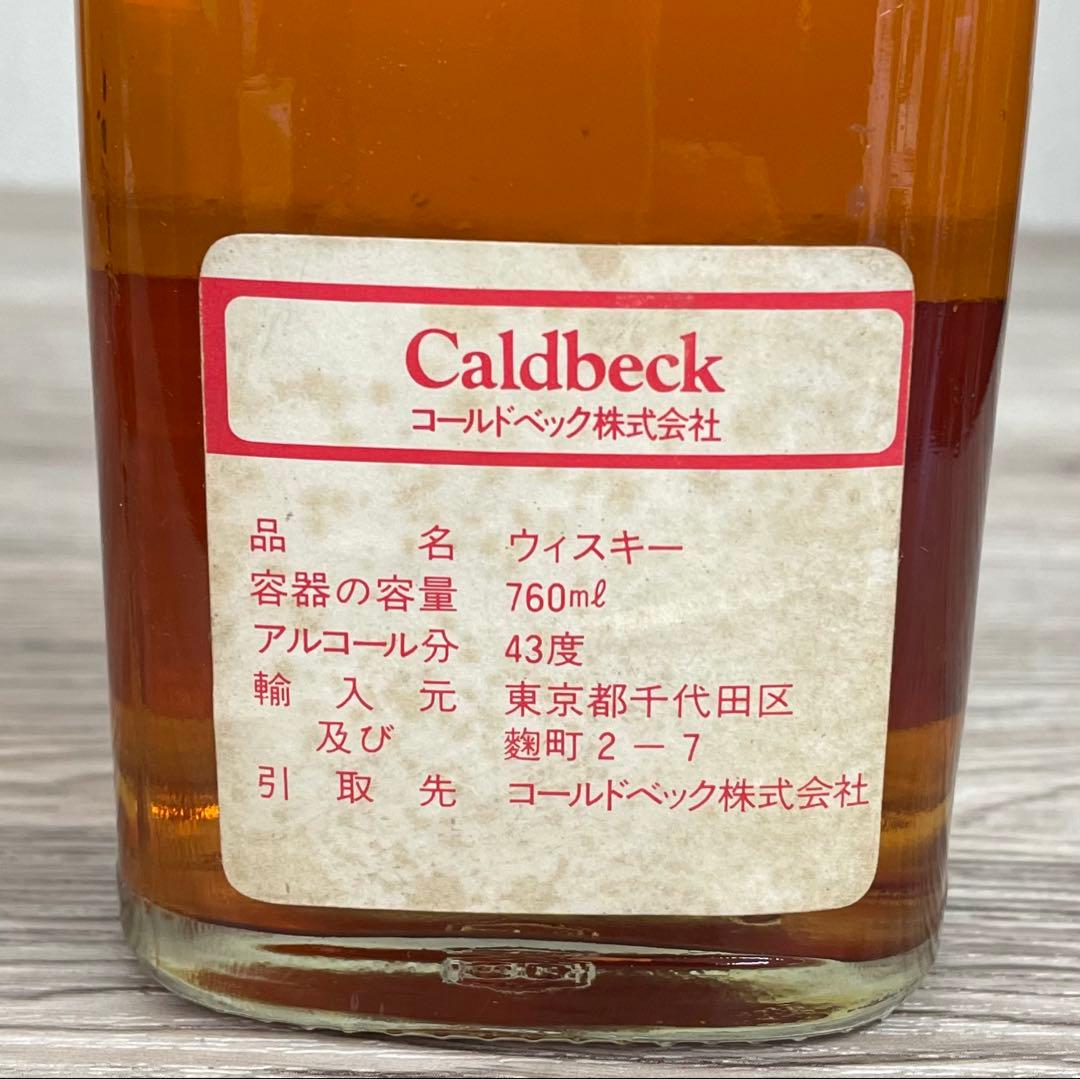 Caldbeck
コールドベック株式会社
品名 ウィスキー
容器の容量 760mℓ
アルコール分 43度
輸入元 東京都千代田区
及び 麹町2-7
引取先 コールドベック株式会社